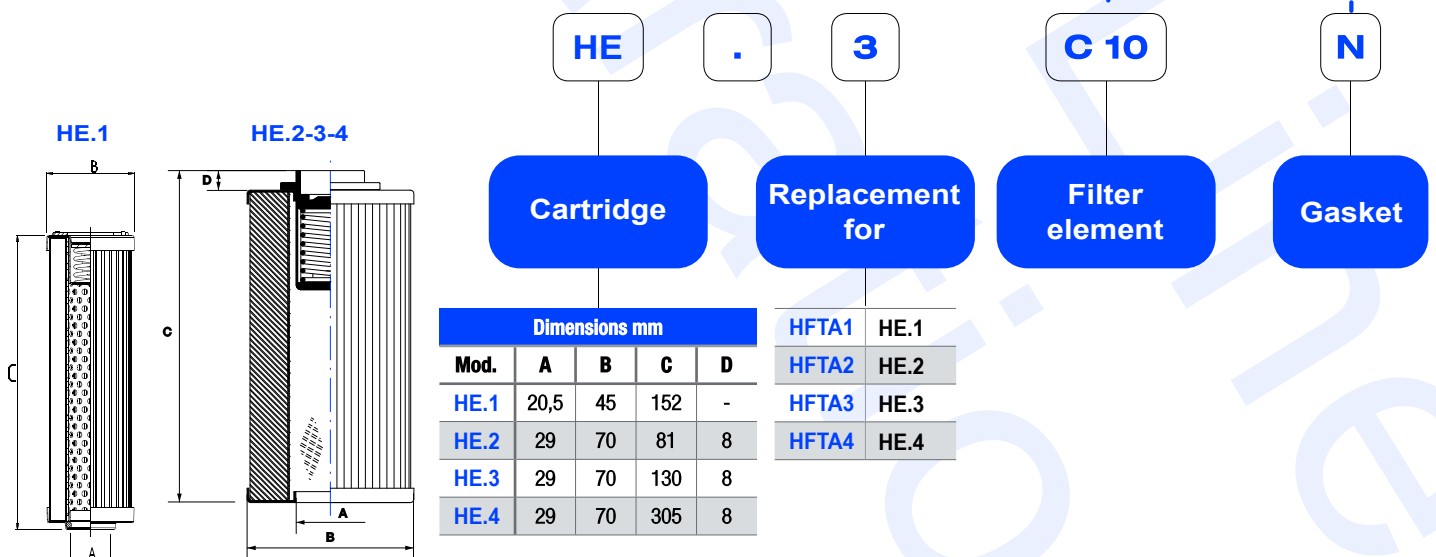 HE . 3 C 10 N
Cartridge
Replacement
for
Filter
element
Gasket
HE.1
B
C
A
HE.2-3-4
D
C
A
B
Dimensions mm
Mod. A B C D
HE.1 20,5 45 152 -
HE.2 29 70 81 8
HE.3 29 70 130 8
HE.4 29 70 305 8
HFTA1 HE.1
HFTA2 HE.2
HFTA3 HE.3
HFTA4 HE.4